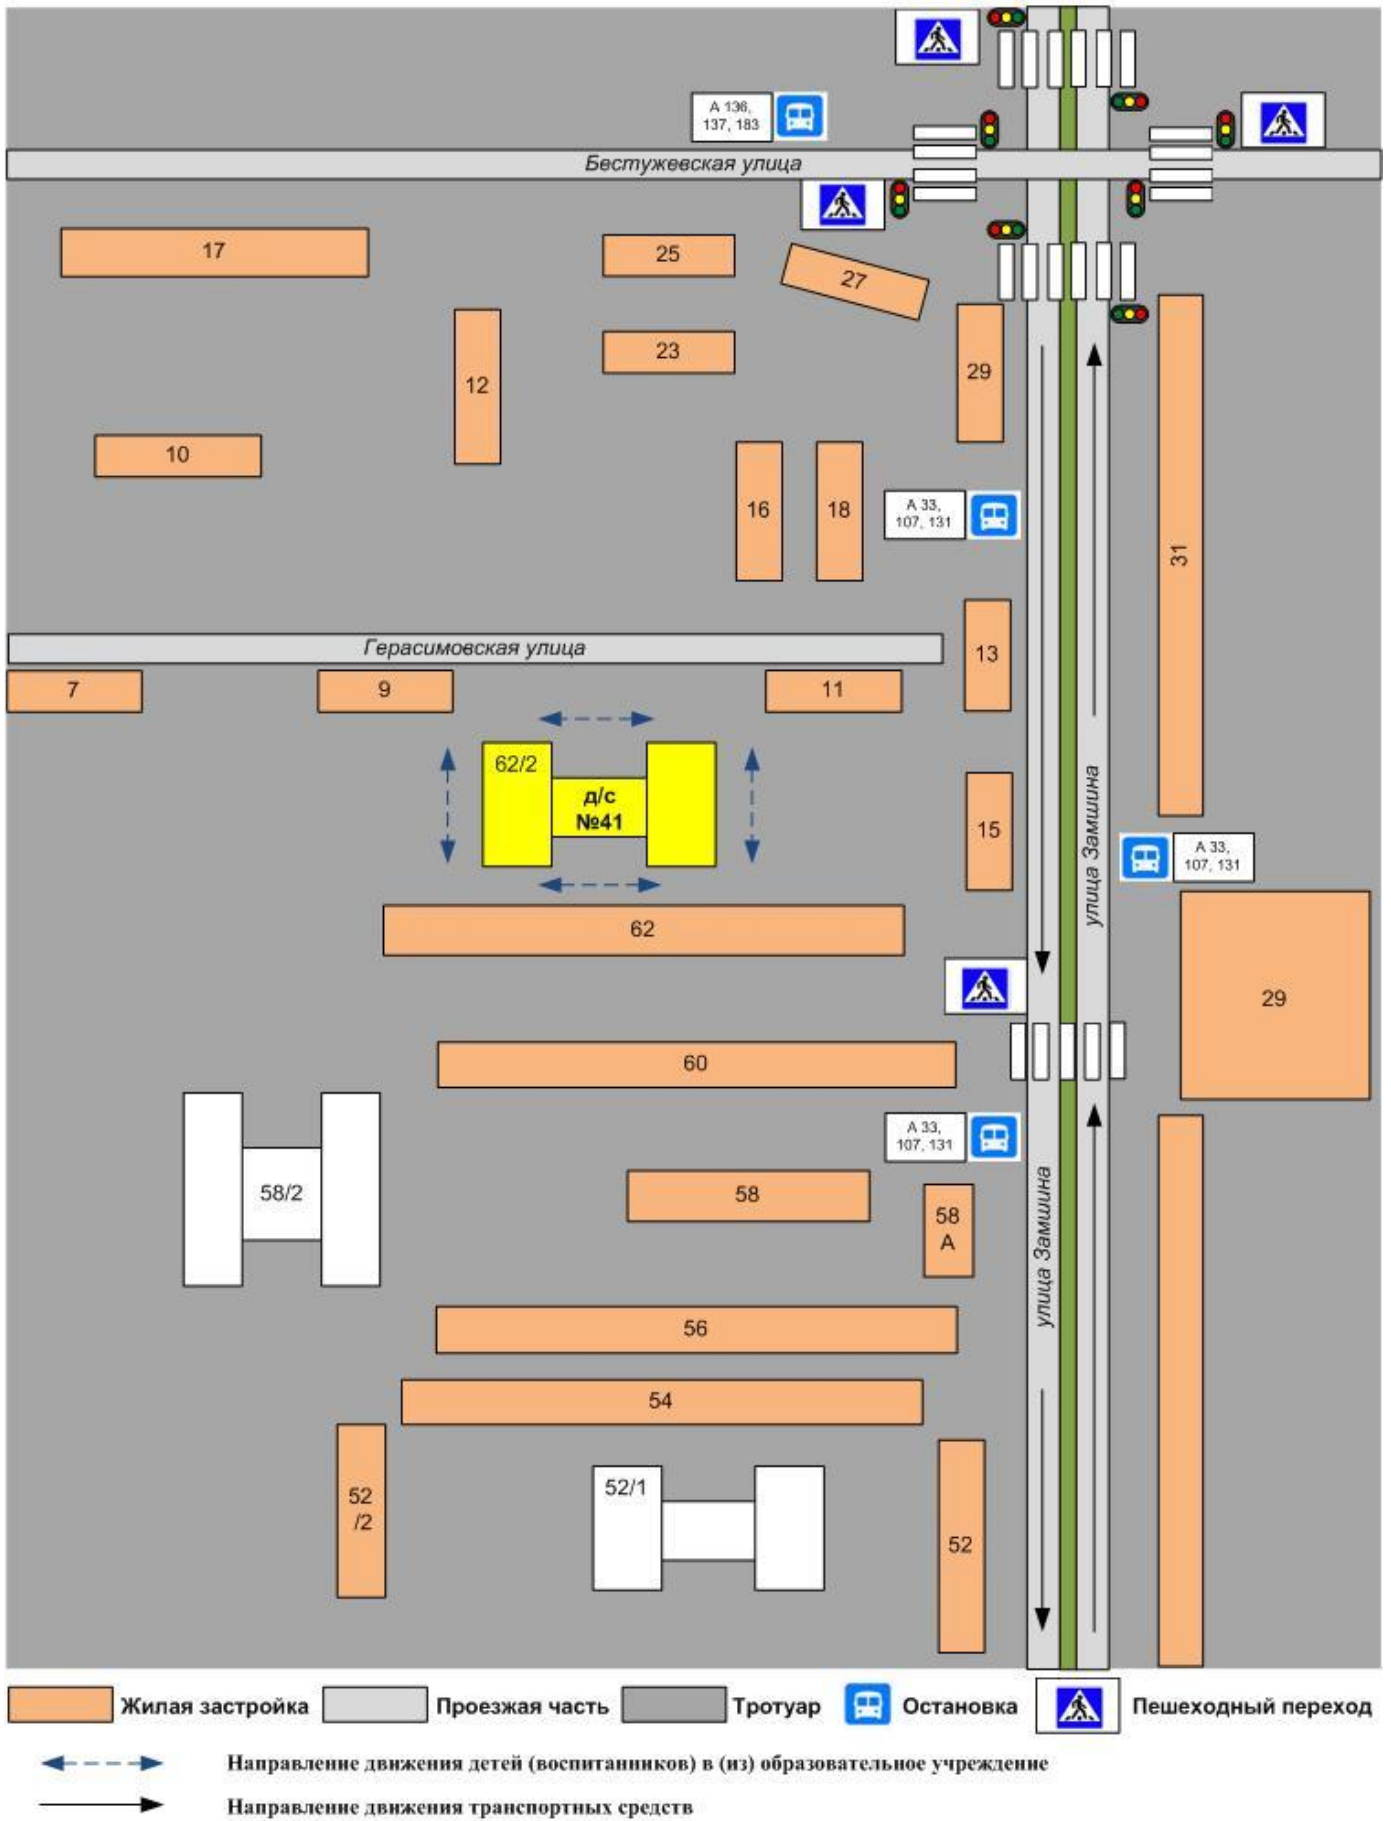 А 136,
137, 183
Бестужевская улица
17
25
27
23
12
29
10
16
18
А 33,
107, 131
31
Герасимовская улица
13
7
9
11
62/2
д/с
№41
15
улица Замшина
А 33,
107, 131
62
29
60
А 33,
107, 131
58/2
58
58
А
улица Замшина
56
54
52
/2
52/1
52
Жилая застройка
Проезжая часть
Тротуар
Остановка
Пешеходный переход
Направление движения детей (воспитанников) в (из) образовательное учреждение
Направление движения транспортных средств